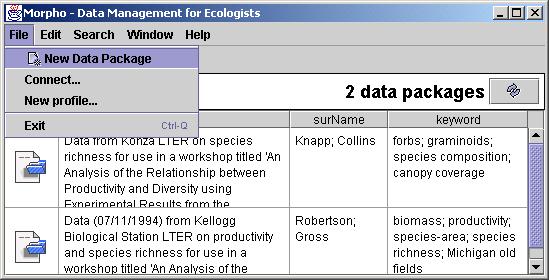 Morpho - Data Management for Ecologists
File Edit Search Window Help
New Data Package
Connect...
New profile...
Exit Ctrl-Q
2 data packages
surName keyword
Data from Konza LTER on species
richness for use in a workshop titled 'An
Analysis of the Relationship between
Productivity and Diversity using
Experimental Results from the
Knapp; Collins
forbs; graminoids;
species composition;
canopy coverage
Data (07/11/1994) from Kellogg
Biological Station LTER on productivity
and species richness for use in a
workshop titled 'An Analysis of the
Robertson;
Gross
biomass; productivity;
species-area; species
richness; Michigan old
fields